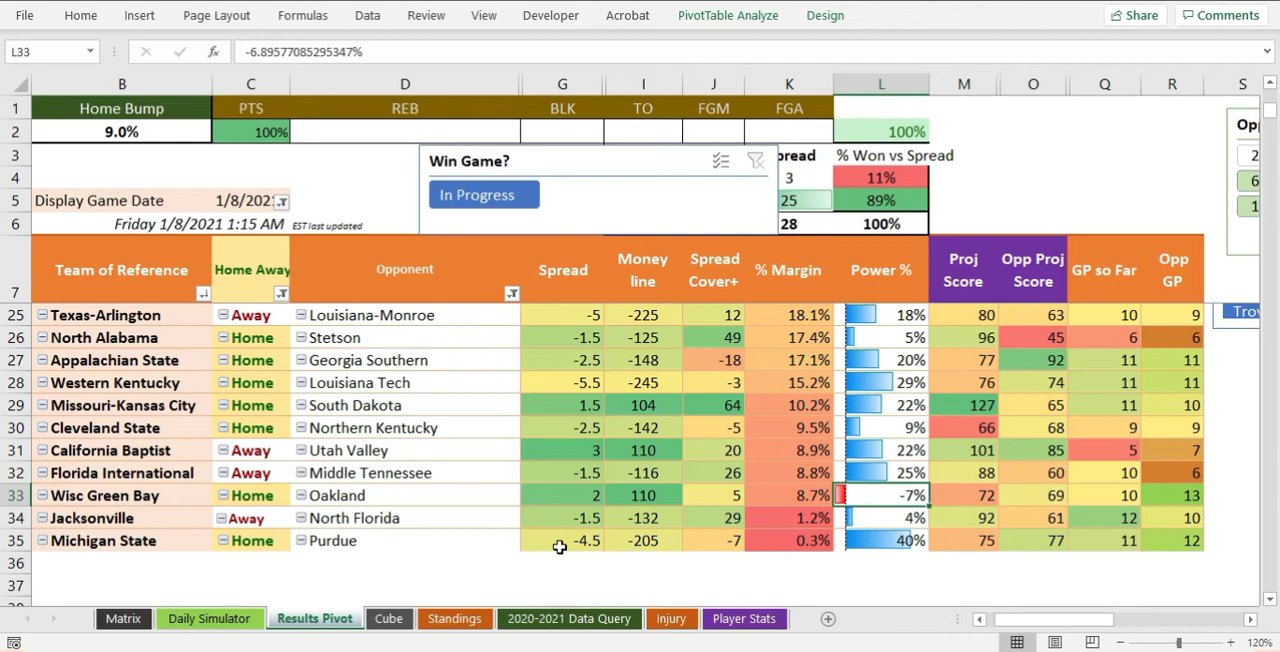 File Home Insert Page Layout Formulas Data Review View Developer Acrobat PivotTable Analyze Design Share Comments
L33 fx -6.89577085295347%
B C D G I J K L M O Q R S
1 Home Bump PTS REB BLK TO FGM FGA
2 9.0% 100% 100%
3 Win Game? pread % Won vs Spread
4 3 11%
In Progress
5 Display Game Date 1/8/202 25 89%
6 Friday 1/8/2021 1:15 AM EST last updated 28 100%
Opp
2
6
1
7 Team of Reference Home Away Opponent Spread Money line Spread Cover+ % Margin Power % Proj Score Opp Proj Score GP so Far Opp GP
25 Texas-Arlington Away Louisiana-Monroe -5 -225 12 18.1% 18% 80 63 10 9 Troy
26 North Alabama Home Stetson -1.5 -125 49 17.4% 5% 96 45 6 6
27 Appalachian State Home Georgia Southern -2.5 -148 -18 17.1% 20% 77 92 11 11
28 Western Kentucky Home Louisiana Tech -5.5 -245 -3 15.2% 29% 76 74 11 11
29 Missouri-Kansas City Home South Dakota 1.5 104 64 10.2% 22% 127 65 11 10
30 Cleveland State Home Northern Kentucky -2.5 -142 -5 9.5% 9% 66 68 9 9
31 California Baptist Away Utah Valley 3 110 20 8.9% 22% 101 85 5 7
32 Florida International Away Middle Tennessee -1.5 -116 26 8.8% 25% 88 60 10 6
33 Wisc Green Bay Home Oakland 2 110 5 8.7% -7% 72 69 10 13
34 Jacksonville Away North Florida -1.5 -132 29 1.2% 4% 92 61 12 10
35 Michigan State Home Purdue -4.5 -205 -7 0.3% 40% 75 77 11 12
36
37
Matrix Daily Simulator Results Pivot Cube Standings 2020-2021 Data Query Injury Player Stats
120%